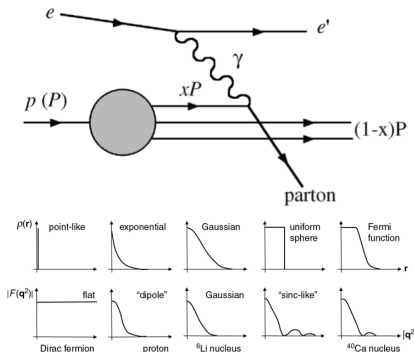 e
e'
γ
p (P)
xP
(1-x)P
parton
ρ(r) point-like exponential Gaussian uniform sphere Fermi function r
|F(q²)| flat "dipole" Gaussian "sinc-like" |q²
Dirac fermion proton ⁶Li nucleus ⁴⁰Ca nucleus